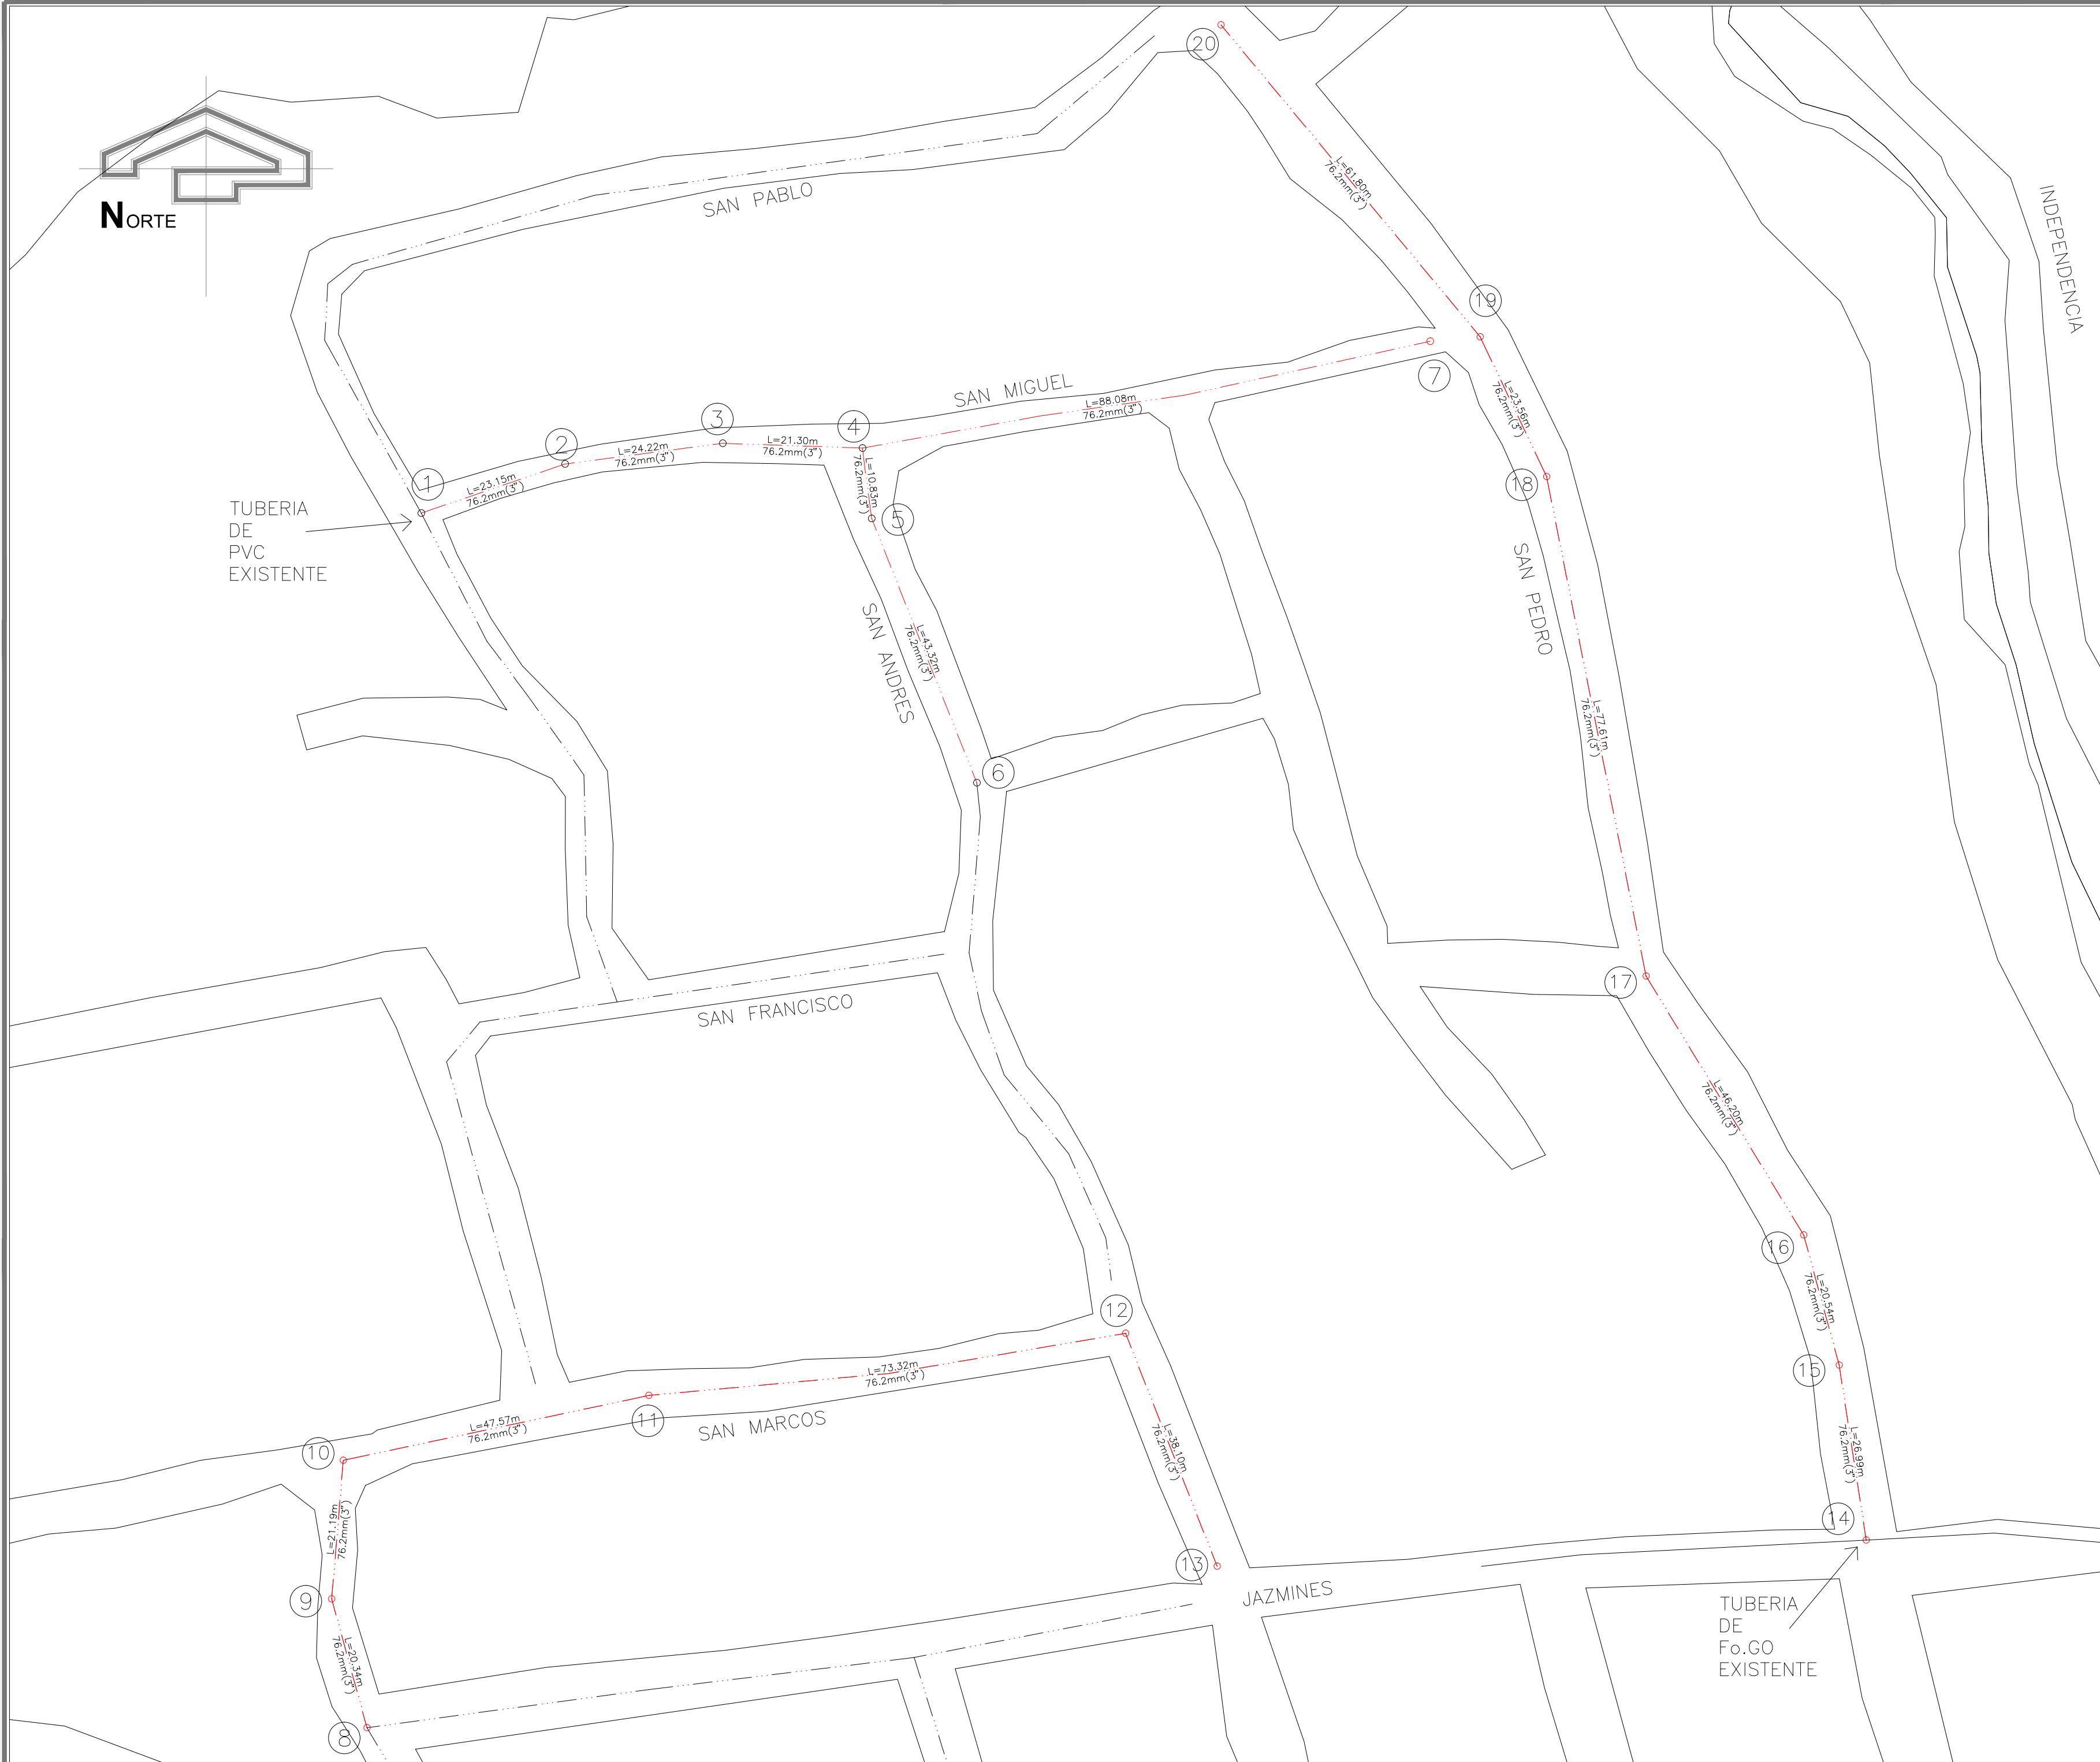 20
L=61.80m
76.2mm(3")
INDEPENDENCIA
SAN PABLO
NORTE
19
7
SAN MIGUEL
L=88.08m
76.2mm(3")
L=23.56m
76.2mm(3")
3
4
2
L=24.22m
76.2mm(3")
L=21.30m
76.2mm(3")
1
L=23.15m
76.2mm(3")
L=10.83m
76.2mm(3")
18
5
TUBERIA
DE
PVC
EXISTENTE
SAN PEDRO
L=43.32m
76.2mm(3")
SAN ANDRES
L=77.61m
76.2mm(3")
6
17
SAN FRANCISCO
L=46.20m
76.2mm(3")
16
L=20.54m
76.2mm(3")
12
15
L=73.32m
76.2mm(3")
11
L=47.57m
76.2mm(3")
SAN MARCOS
10
L=38.10m
76.2mm(3")
L=26.99m
76.2mm(3")
L=21.19m
76.2mm(3")
14
13
9
JAZMINES
TUBERIA
DE
Fo.GO
EXISTENTE
L=20.34m
76.2mm(3")
8